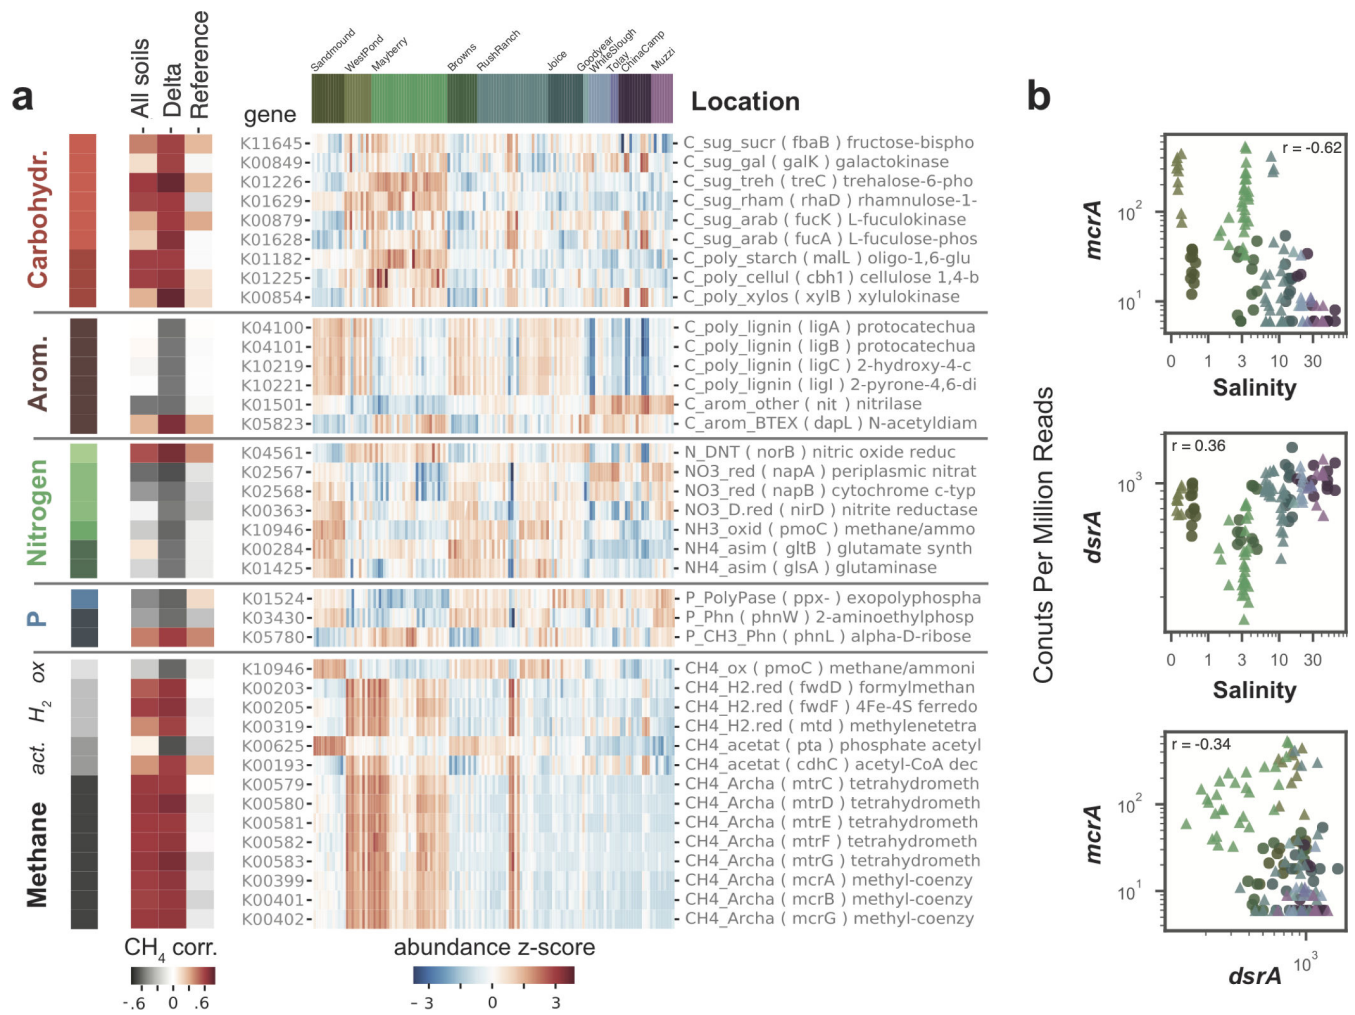 a
All soils
Delta
Reference
Sandmound
WestPond
Mayberry
Browns
RushRanch
Joice
Goodyear
WhiteSlough
Tolay
ChinaCamp
Muzzi
gene
Location
Carbohydr.
K11645 C_sug_sucr ( fbaB ) fructose-bispho
K00849 C_sug_gal ( galK ) galactokinase
K01226 C_sug_treh ( treC ) trehalose-6-pho
K01629 C_sug_rham ( rhaD ) rhamnulose-1-
K00879 C_sug_arab ( fucK ) L-fuculokinase
K01628 C_sug_arab ( fucA ) L-fuculose-phos
K01182 C_poly_starch ( malL ) oligo-1,6-glu
K01225 C_poly_cellul ( cbh1 ) cellulose 1,4-b
K00854 C_poly_xylos ( xylB ) xylulokinase
Arom.
K04100 C_poly_lignin ( ligA ) protocatechua
K04101 C_poly_lignin ( ligB ) protocatechua
K10219 C_poly_lignin ( ligC ) 2-hydroxy-4-c
K10221 C_poly_lignin ( ligI ) 2-pyrone-4,6-di
K01501 C_arom_other ( nit ) nitrilase
K05823 C_arom_BTEX ( dapL ) N-acetyldiam
Nitrogen
K04561 N_DNT ( norB ) nitric oxide reduc
K02567 NO3_red ( napA ) periplasmic nitrat
K02568 NO3_red ( napB ) cytochrome c-typ
K00363 NO3_D.red ( nirD ) nitrite reductase
K10946 NH3_oxid ( pmoC ) methane/ammo
K00284 NH4_asim ( gltB ) glutamate synth
K01425 NH4_asim ( glsA ) glutaminase
P
K01524 P_PolyPase ( ppx- ) exopolyphospha
K03430 P_Phn ( phnW ) 2-aminoethylphosp
K05780 P_CH3_Phn ( phnL ) alpha-D-ribose
Methane
act.
H2
ox
K10946 CH4_ox ( pmoC ) methane/ammoni
K00203 CH4_H2.red ( fwdD ) formylmethan
K00205 CH4_H2.red ( fwdF ) 4Fe-4S ferredo
K00319 CH4_H2.red ( mtd ) methylenetetra
K00625 CH4_acetat ( pta ) phosphate acetyl
K00193 CH4_acetat ( cdhC ) acetyl-CoA dec
K00579 CH4_Archa ( mtrC ) tetrahydrometh
K00580 CH4_Archa ( mtrD ) tetrahydrometh
K00581 CH4_Archa ( mtrE ) tetrahydrometh
K00582 CH4_Archa ( mtrF ) tetrahydrometh
K00583 CH4_Archa ( mtrG ) tetrahydrometh
K00399 CH4_Archa ( mcrA ) methyl-coenzy
K00401 CH4_Archa ( mcrB ) methyl-coenzy
K00402 CH4_Archa ( mcrG ) methyl-coenzy
CH4 corr.
-.6 0 .6
abundance z-score
- 3 0 3
b
Conuts Per Million Reads
r = -0.62
mcrA
10^2
10^1
0 1 3 10 30
Salinity
r = 0.36
dsrA
10^3
0 1 3 10 30
Salinity
r = -0.34
mcrA
10^2
10^1
10^3
dsrA